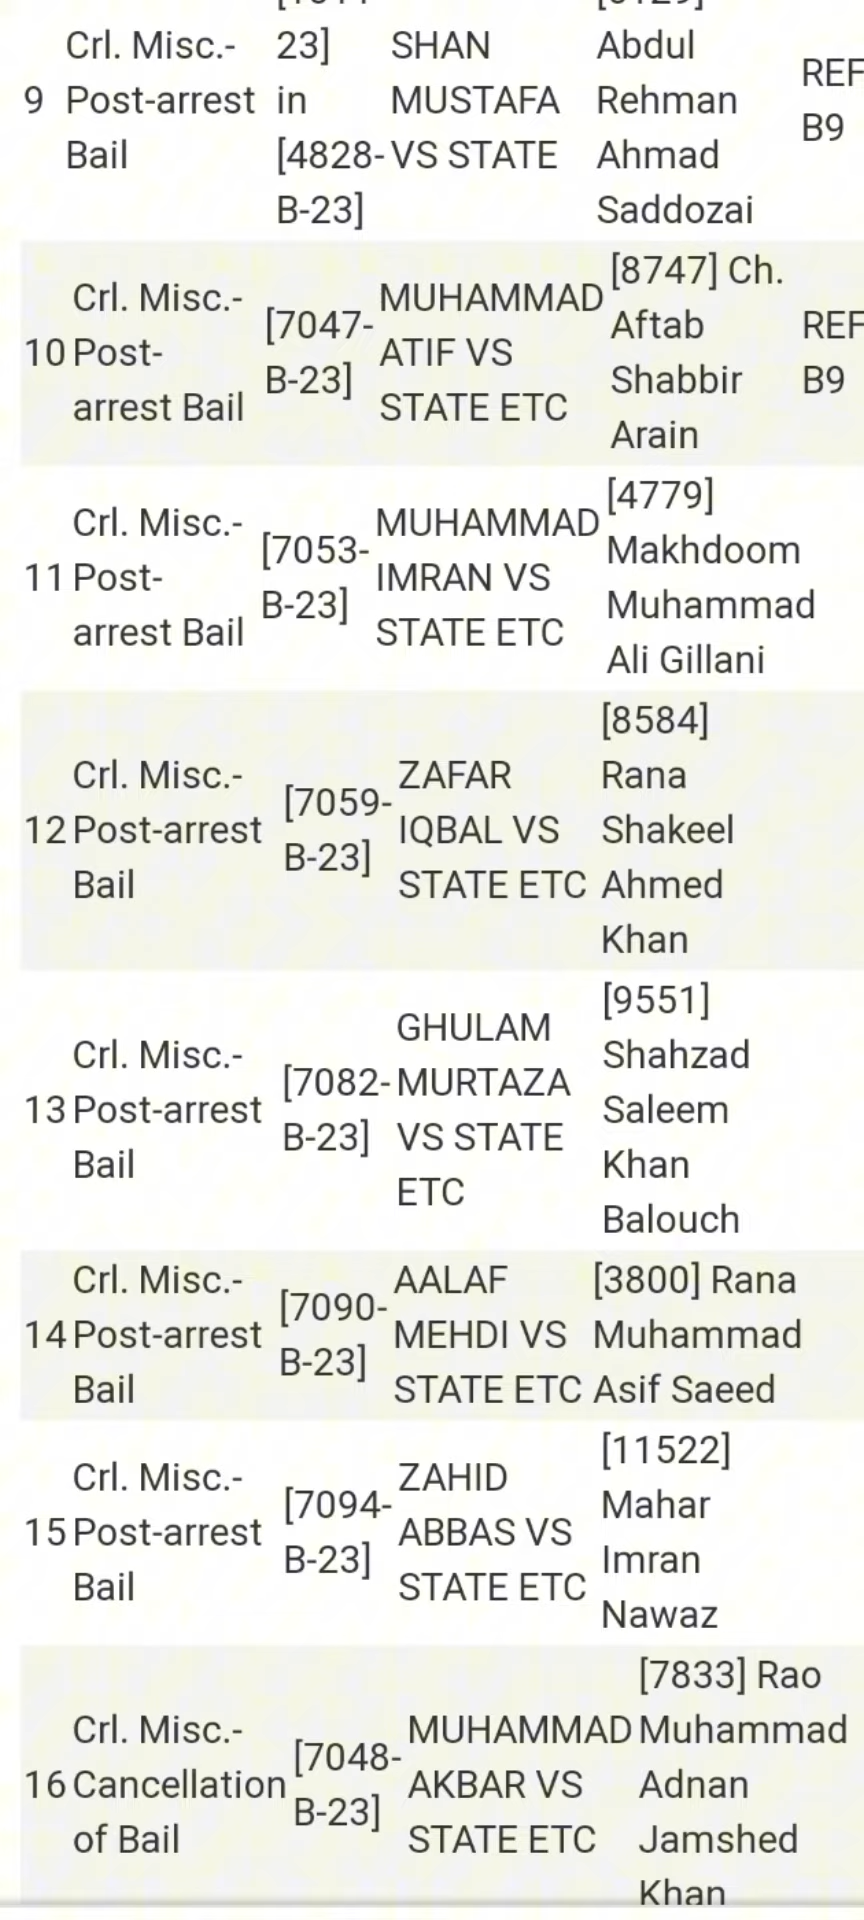 23]
Crl. Misc.- SHAN Abdul
9 Post-arrest in MUSTAFA Rehman REF
Bail [4828- VS STATE Ahmad B9
B-23] Saddozai
[8747] Ch.
Crl. Misc.- MUHAMMAD Aftab
10 Post- [7047- ATIF VS Shabbir REF
arrest Bail B-23] STATE ETC Arain B9
[4779]
Crl. Misc.- MUHAMMAD Makhdoom
11 Post- [7053- IMRAN VS Muhammad
arrest Bail B-23] STATE ETC Ali Gillani
[8584]
Crl. Misc.- ZAFAR Rana
12 Post-arrest [7059- IQBAL VS Shakeel
Bail B-23] STATE ETC Ahmed
Khan
[9551]
GHULAM Shahzad
Crl. Misc.- [7082- MURTAZA Saleem
13 Post-arrest B-23] VS STATE Khan
Bail ETC Balouch
Crl. Misc.- AALAF [3800] Rana
14 Post-arrest [7090- MEHDI VS Muhammad
Bail B-23] STATE ETC Asif Saeed
[11522]
Crl. Misc.- ZAHID Mahar
15 Post-arrest [7094- ABBAS VS Imran
Bail B-23] STATE ETC Nawaz
[7833] Rao
Crl. Misc.- MUHAMMAD Muhammad
16 Cancellation [7048- AKBAR VS Adnan
of Bail B-23] STATE ETC Jamshed
Khan